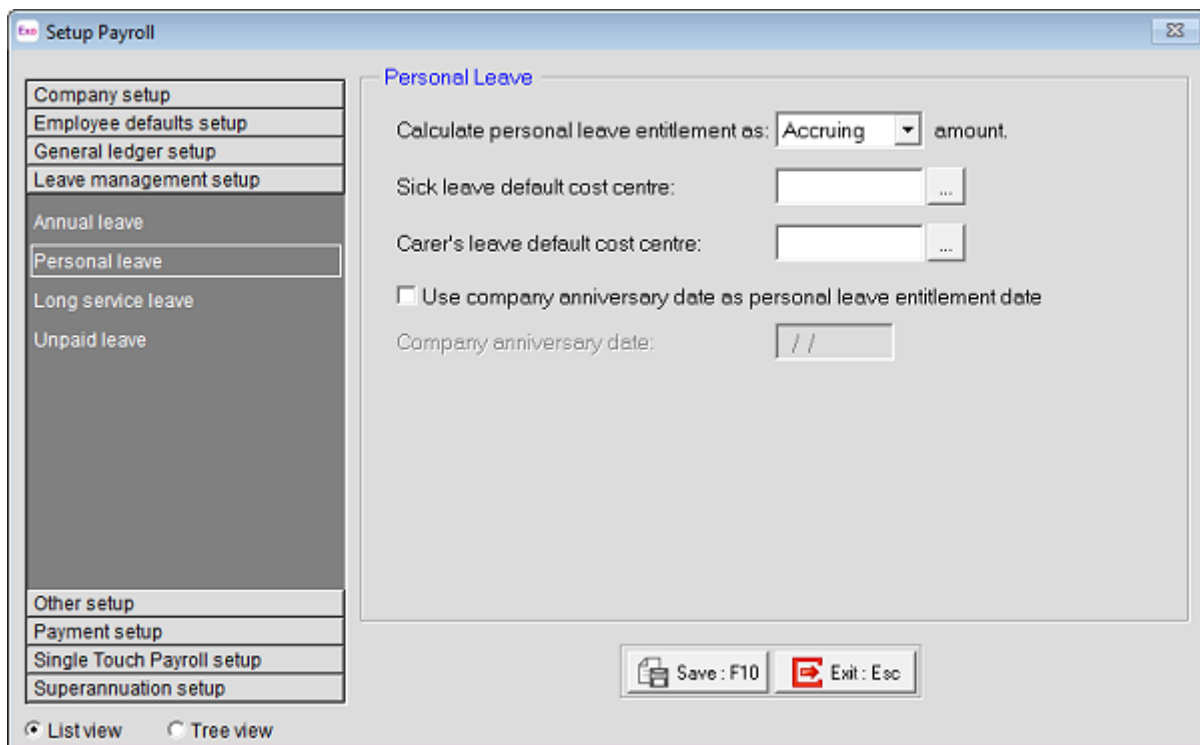 Exo Setup Payroll
Company setup
Employee defaults setup
General ledger setup
Leave management setup
Annual leave
Personal leave
Long service leave
Unpaid leave
Other setup
Payment setup
Single Touch Payroll setup
Superannuation setup
List view Tree view
Personal Leave
Calculate personal leave entitlement as: Accruing amount.
Sick leave default cost centre: ...
Carer's leave default cost centre: ...
Use company anniversary date as personal leave entitlement date
Company anniversary date: / /
Save : F10 Exit : Esc